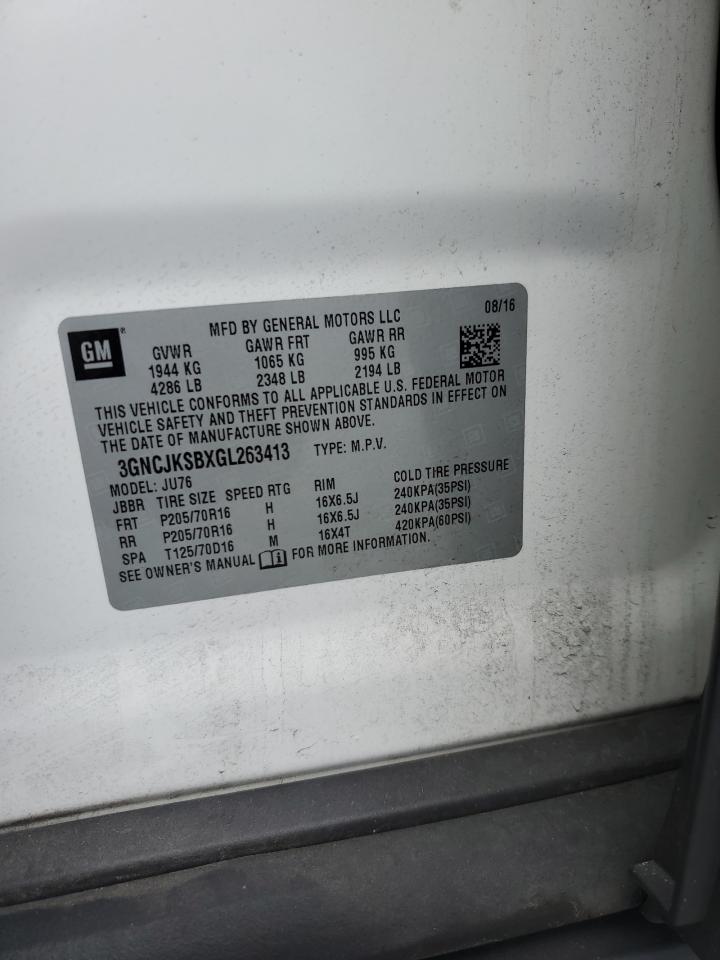 GM®
MFD BY GENERAL MOTORS LLC 08/16
GVWR GAWR FRT GAWR RR
1944 KG 1065 KG 995 KG
4286 LB 2348 LB 2194 LB
THIS VEHICLE CONFORMS TO ALL APPLICABLE U.S. FEDERAL MOTOR
VEHICLE SAFETY AND THEFT PREVENTION STANDARDS IN EFFECT ON
THE DATE OF MANUFACTURE SHOWN ABOVE.
3GNCJKSBXGL263413 TYPE: M.P.V.
MODEL: JU76
JBBR TIRE SIZE SPEED RTG RIM COLD TIRE PRESSURE
FRT P205/70R16 H 16X6.5J 240KPA(35PSI)
RR P205/70R16 H 16X6.5J 240KPA(35PSI)
SPA T125/70D16 M 16X4T 420KPA(60PSI)
SEE OWNER'S MANUAL FOR MORE INFORMATION.